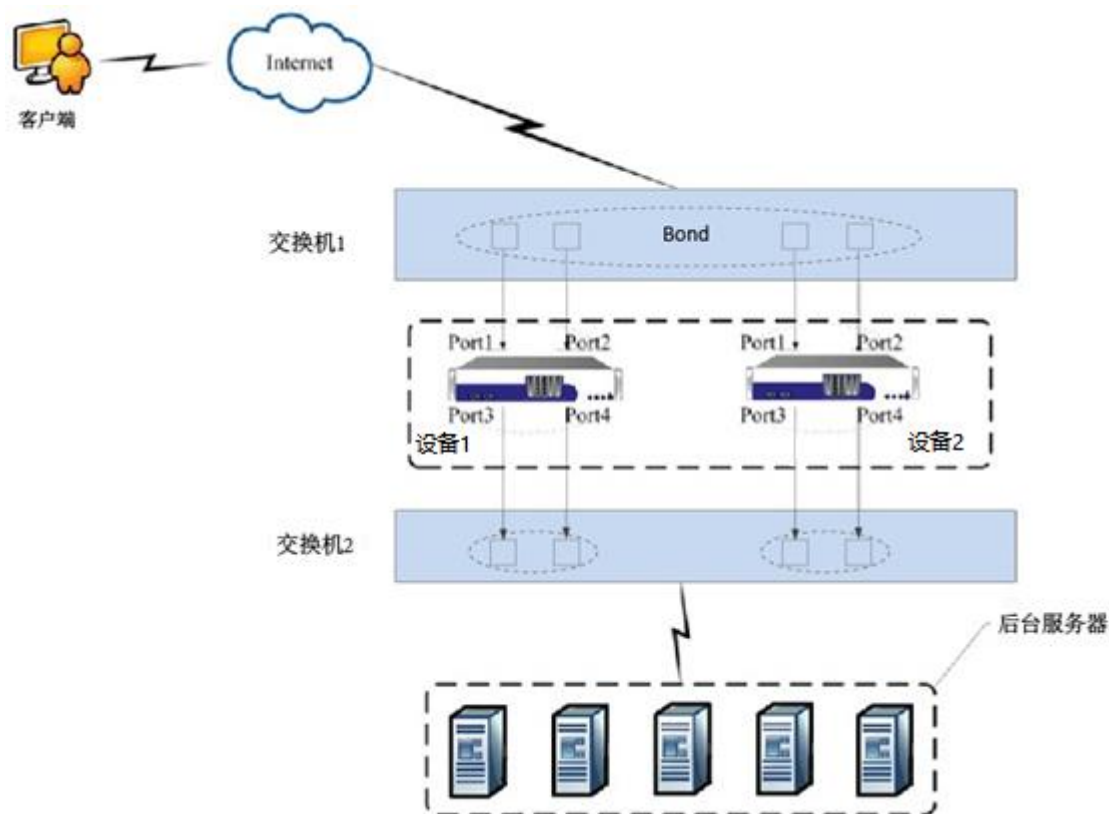 Internet
客户端
交换机1
Bond
Port1
Port2
Port1
Port2
Port3
Port4
Port3
Port4
设备1
设备2
交换机2
后台服务器